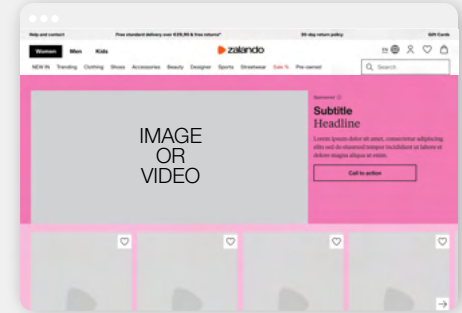 Help and contact
Free standard delivery over €29,90 & free returns*
30-day return policy
Gift Cards
Women Men Kids
zalando
EN
NEW IN Trending Clothing Shoes Accessories Beauty Designer Sports Streetwear Sale % Pre-owned
Search
IMAGE
OR
VIDEO
Sponsored
Subtitle
Headline
Lorem ipsum dolor sit amet, consectetur adipiscing
elits sed do eiusmod tempor incididunt ut labore et
dolore magna aliqua ut enim.
Call to action